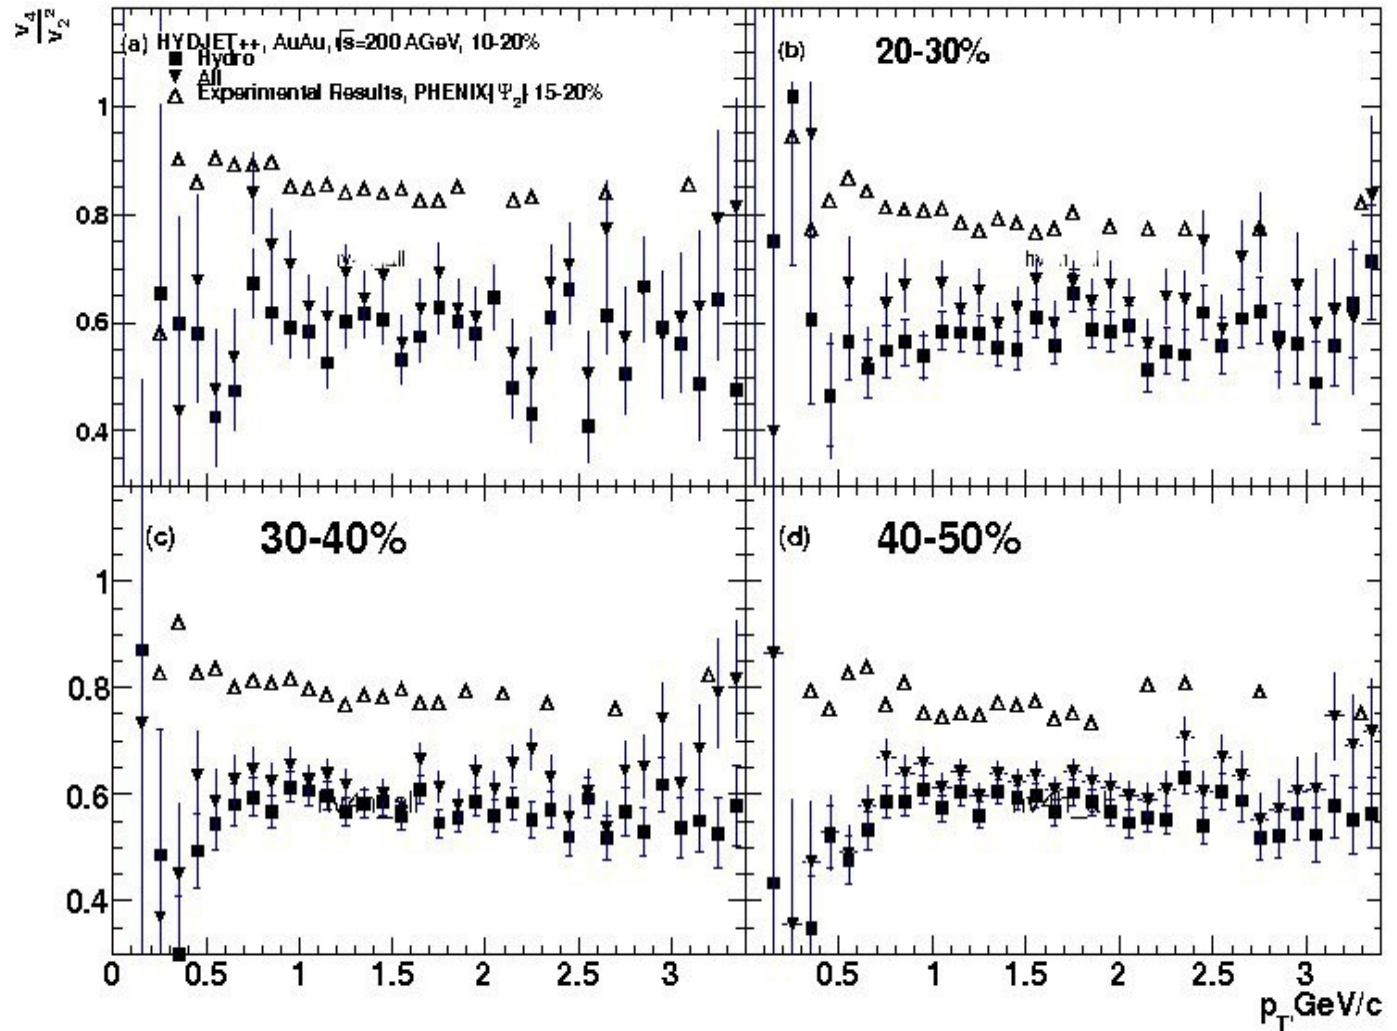 v4/v2²
(a) HYDJET++, AuAu, √s=200 AGeV, 10-20%
Hydro
All
Experimental Results, PHENIX|Ψ2| 15-20%
(b) 20-30%
1
0.8
0.6
0.4
(c) 30-40%
(d) 40-50%
1
0.8
0.6
0.4
0 0.5 1 1.5 2 2.5 3 0.5 1 1.5 2 2.5 3
pT, GeV/c